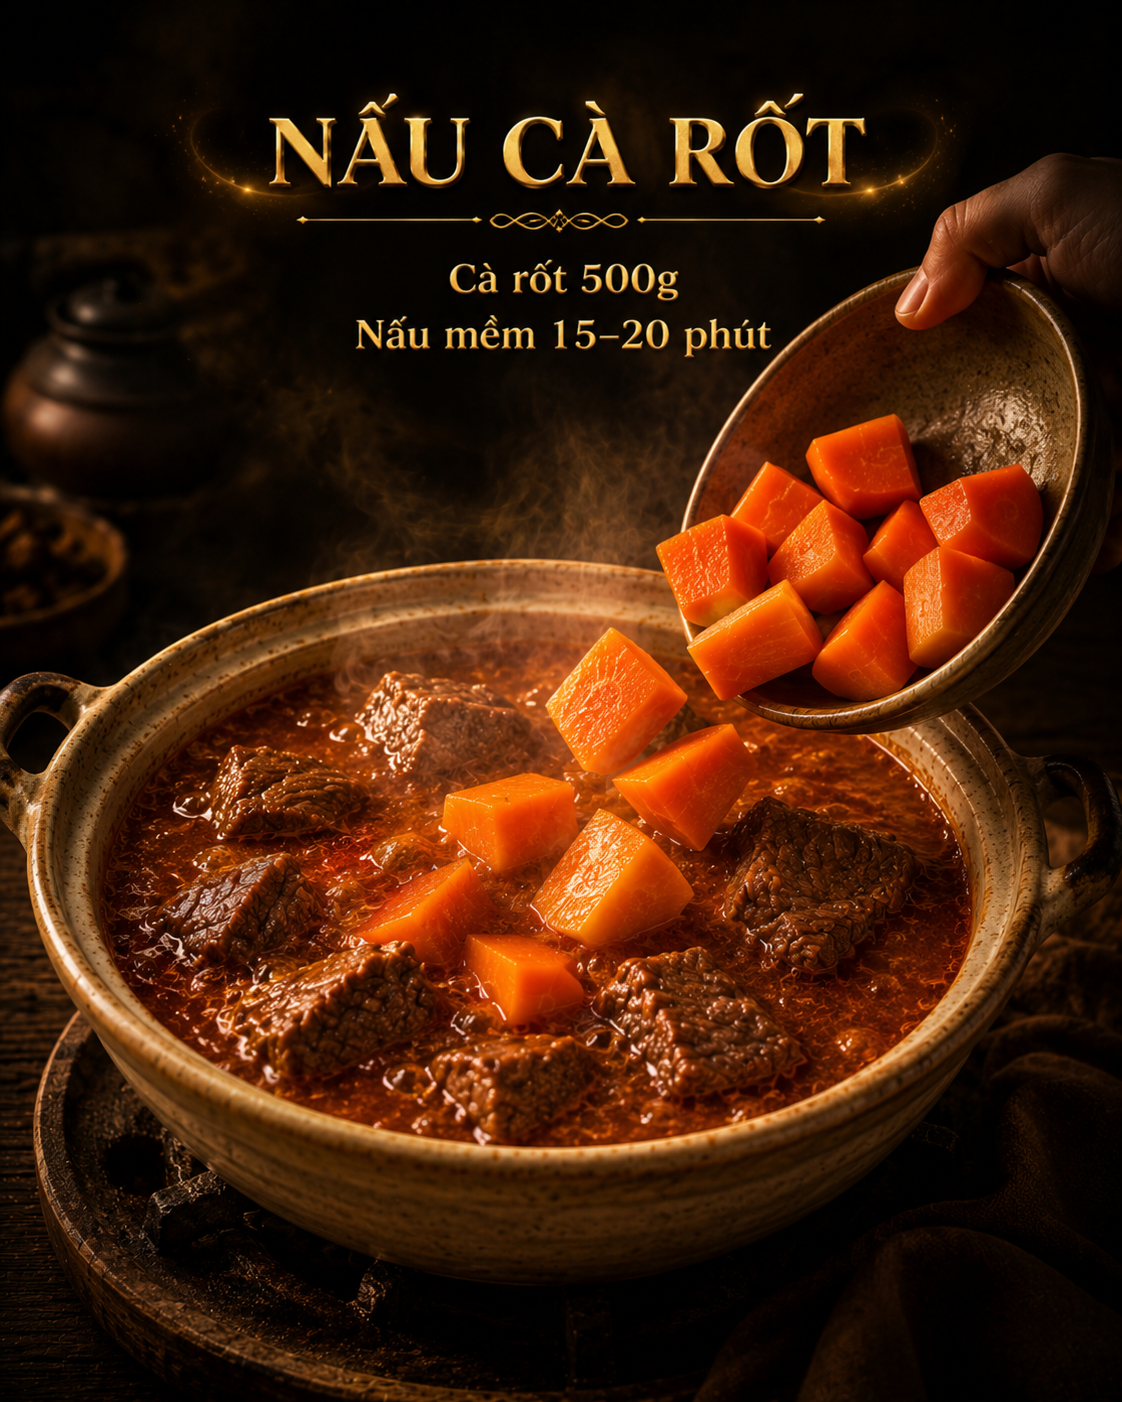 NẤU CÀ RỐT
Cà rốt 500g
Nấu mềm 15–20 phút